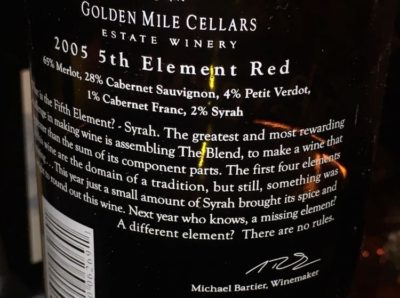 GOLDEN MILE CELLARS
ESTATE WINERY
2005 5th Element Red
65% Merlot, 28% Cabernet Sauvignon, 4% Petit Verdot,
1% Cabernet Franc, 2% Syrah
is the Fifth Element? - Syrah. The greatest and most rewarding
in making wine is assembling The Blend, to make a wine that
than the sum of its component parts. The first four elements
wine are the domain of a tradition, but still, something was
This year just a small amount of Syrah brought its spice and
round out this wine. Next year who knows, a missing element?
A different element? There are no rules.
Michael Bartier, Winemaker